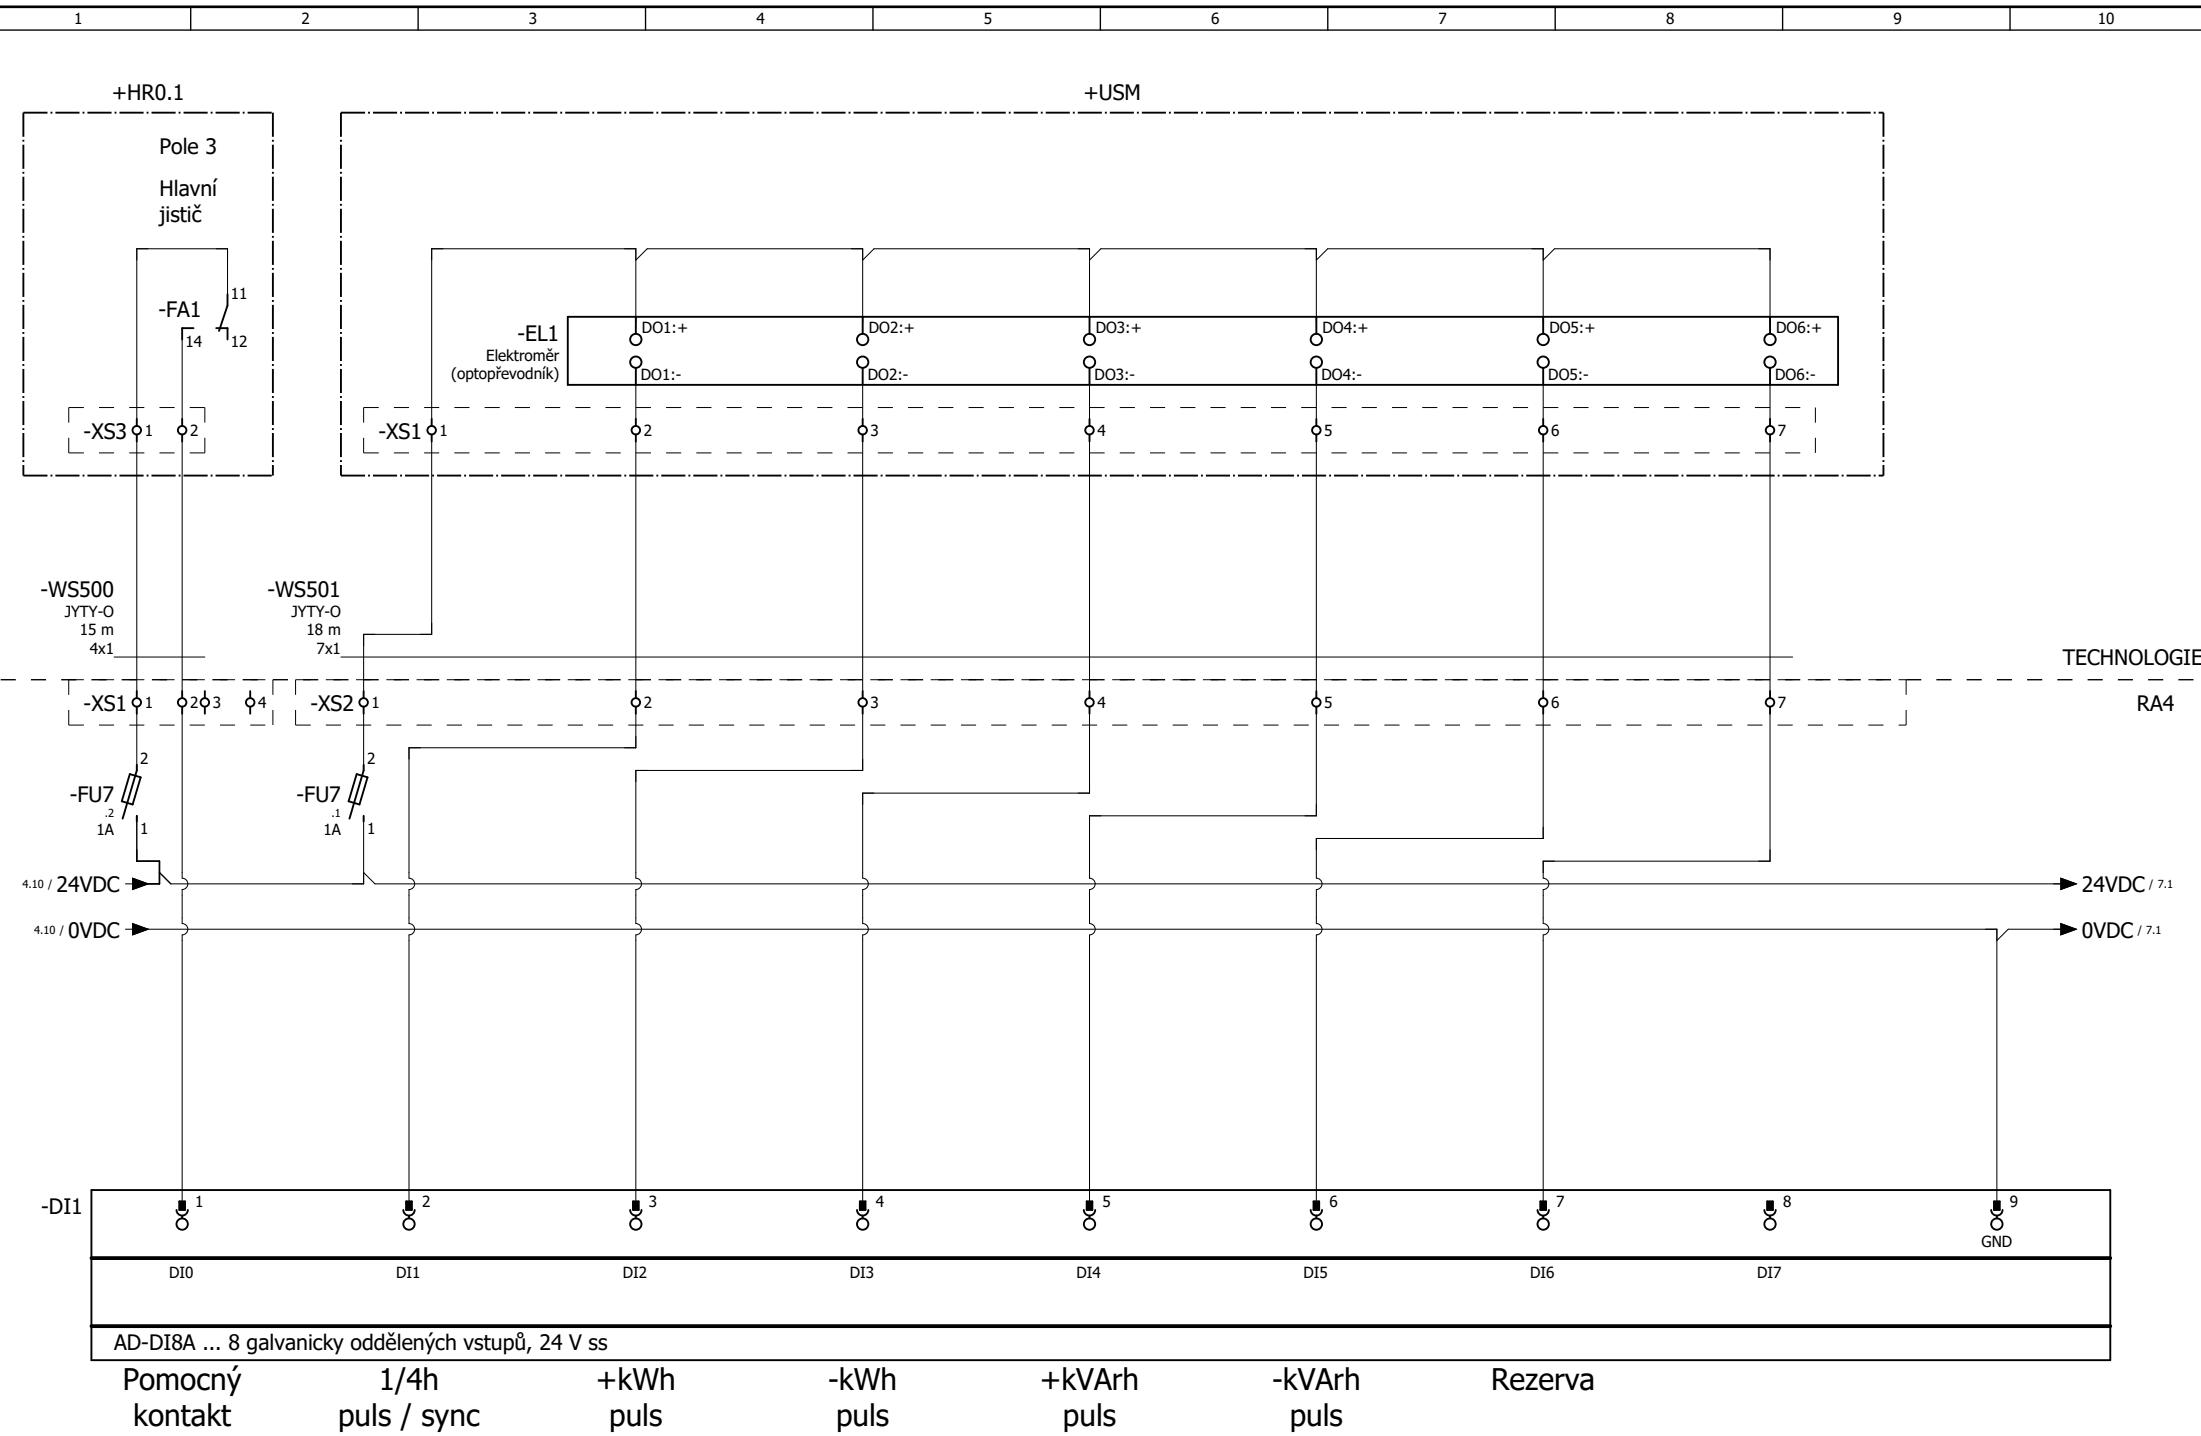 1 2 3 4 5 6 7 8 9 10
+HR0.1 +USM
Pole 3
Hlavní
jistič
-FA1 11
14 12
-EL1
Elektroměr
(optopřevodník)
DO1:+ DO2:+ DO3:+ DO4:+ DO5:+ DO6:+
DO1:- DO2:- DO3:- DO4:- DO5:- DO6:-
-XS3 1 2 -XS1 1 2 3 4 5 6 7
-WS500
JYTY-O
15 m
4x1
-WS501
JYTY-O
18 m
7x1
TECHNOLOGIE
-XS1 1 2 3 4 -XS2 1 2 3 4 5 6 7 RA4
2
-FU7
.2
1A 1
2
-FU7
.1
1A 1
4.10 / 24VDC 24VDC / 7.1
4.10 / 0VDC 0VDC / 7.1
-DI1 1 2 3 4 5 6 7 8 9
GND
DI0 DI1 DI2 DI3 DI4 DI5 DI6 DI7
AD-DI8A ... 8 galvanicky oddělených vstupů, 24 V ss
Pomocný 1/4h +kWh -kWh +kVArh -kVArh Rezerva
kontakt puls / sync puls puls puls puls